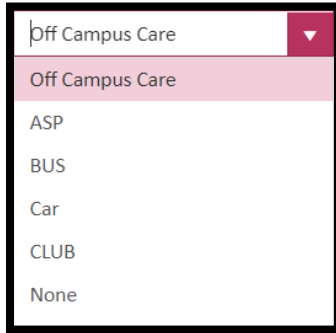 Off Campus Care
Off Campus Care
ASP
BUS
Car
CLUB
None